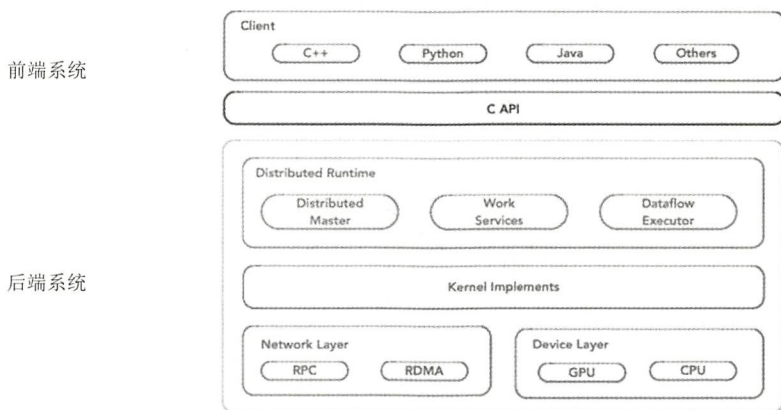 Client
C++ Python Java Others
前端系统
C API
Distributed Runtime
Distributed Master
Work Services
Dataflow Executor
后端系统
Kernel Implements
Network Layer
RPC RDMA
Device Layer
GPU CPU